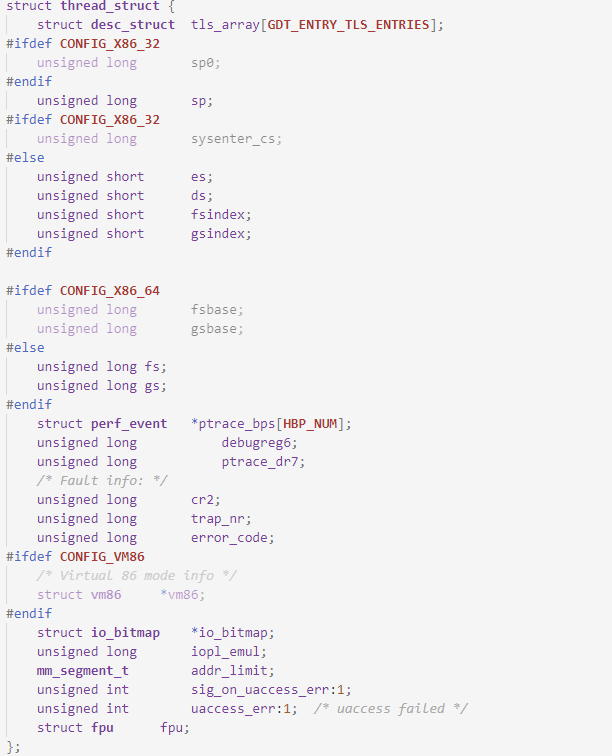 struct thread_struct {
    struct desc_struct  tls_array[GDT_ENTRY_TLS_ENTRIES];
#ifdef CONFIG_X86_32
    unsigned long       sp0;
#endif
    unsigned long       sp;
#ifdef CONFIG_X86_32
    unsigned long       sysenter_cs;
#else
    unsigned short      es;
    unsigned short      ds;
    unsigned short      fsindex;
    unsigned short      gsindex;
#endif

#ifdef CONFIG_X86_64
    unsigned long       fsbase;
    unsigned long       gsbase;
#else
    unsigned long fs;
    unsigned long gs;
#endif
    struct perf_event   *ptrace_bps[HBP_NUM];
    unsigned long           debugreg6;
    unsigned long           ptrace_dr7;
    /* Fault info: */
    unsigned long       cr2;
    unsigned long       trap_nr;
    unsigned long       error_code;
#ifdef CONFIG_VM86
    /* Virtual 86 mode info */
    struct vm86     *vm86;
#endif
    struct io_bitmap    *io_bitmap;
    unsigned long       iopl_emul;
    mm_segment_t        addr_limit;
    unsigned int        sig_on_uaccess_err:1;
    unsigned int        uaccess_err:1;  /* uaccess failed */
    struct fpu      fpu;
};